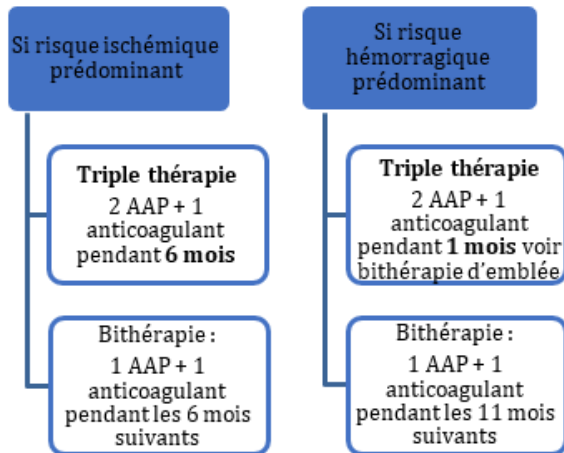 Si risque ischémique
prédominant
Triple thérapie
2 AAP + 1
anticoagulant
pendant 6 mois
Bithérapie :
1 AAP + 1
anticoagulant
pendant les 6 mois
suivants
Si risque
hémorragique
prédominant
Triple thérapie
2 AAP + 1
anticoagulant
pendant 1 mois voir
bithérapie d'emblée
Bithérapie :
1 AAP + 1
anticoagulant
pendant les 11 mois
suivants